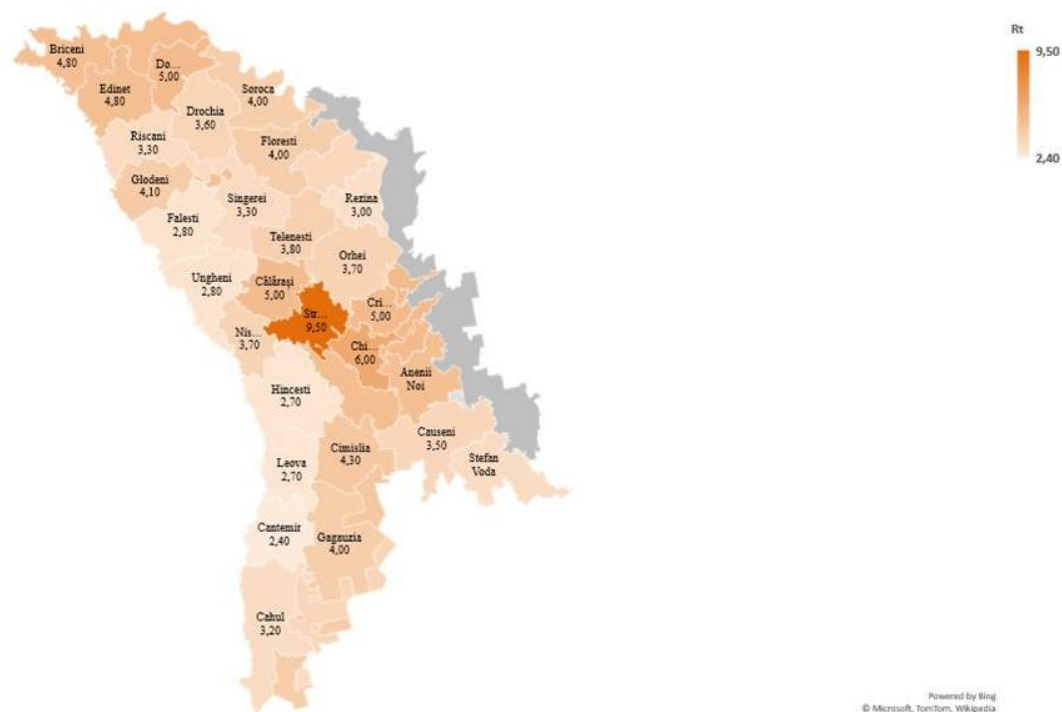 Rt
9,50
2,40
Briceni
4,80
Do...
5,00
Edinet
4,80
Soroca
4,00
Drochia
3,60
Riscani
3,30
Floresti
4,00
Glodeni
4,10
Singerei
3,30
Rezina
3,00
Falesti
2,80
Telenesti
3,80
Orhei
3,70
Ungheni
2,80
Călărași
5,00
Cri...
5,00
Str...
9,50
Nis...
3,70
Chi...
6,00
Anenii
Noi
Hincesti
2,70
Causeni
3,50
Cimislia
4,30
Leova
2,70
Stefan
Voda
Cantemir
2,40
Gagauzia
4,00
Cahul
3,20
Powered by Bing
© Microsoft, TomTom, Wikipedia